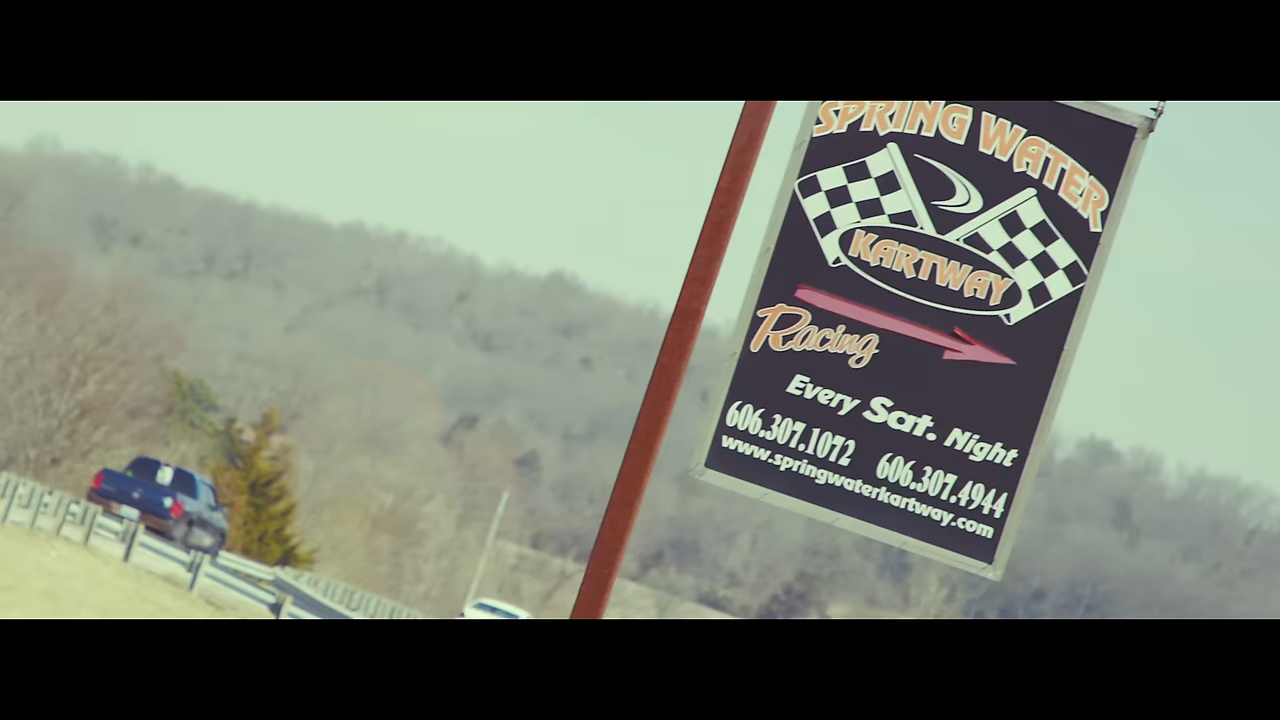 SPRING WATER
KARTWAY
Racing
Every Sat. Night
606.307.1072 606.307.4944
www.springwaterkartway.com